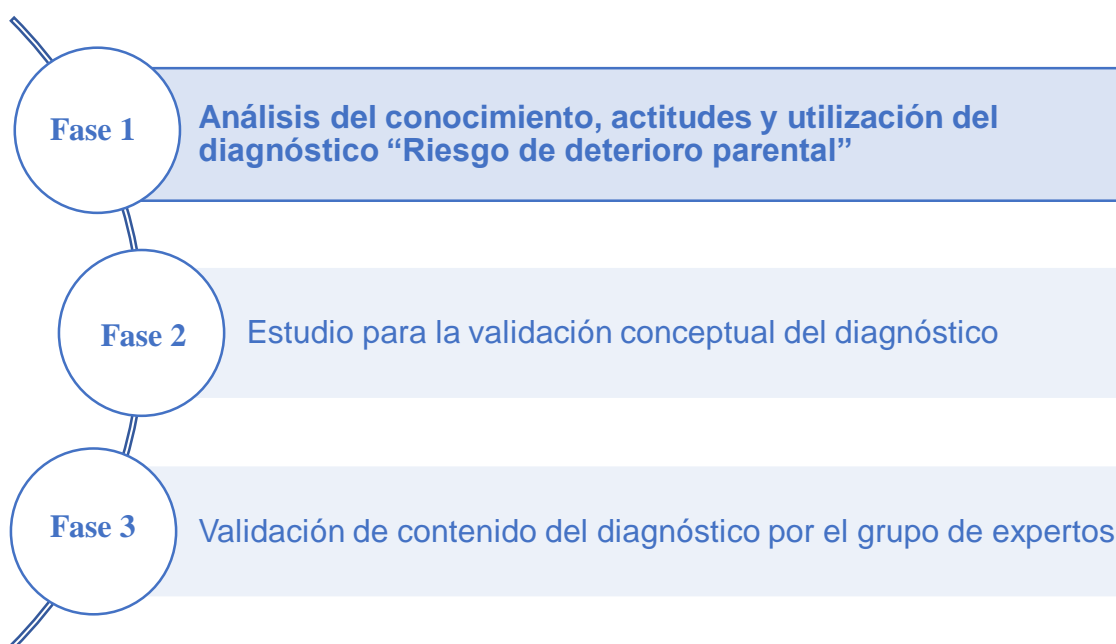 Fase 1
Análisis del conocimiento, actitudes y utilización del
diagnóstico “Riesgo de deterioro parental”
Fase 2
Estudio para la validación conceptual del diagnóstico
Fase 3
Validación de contenido del diagnóstico por el grupo de expertos